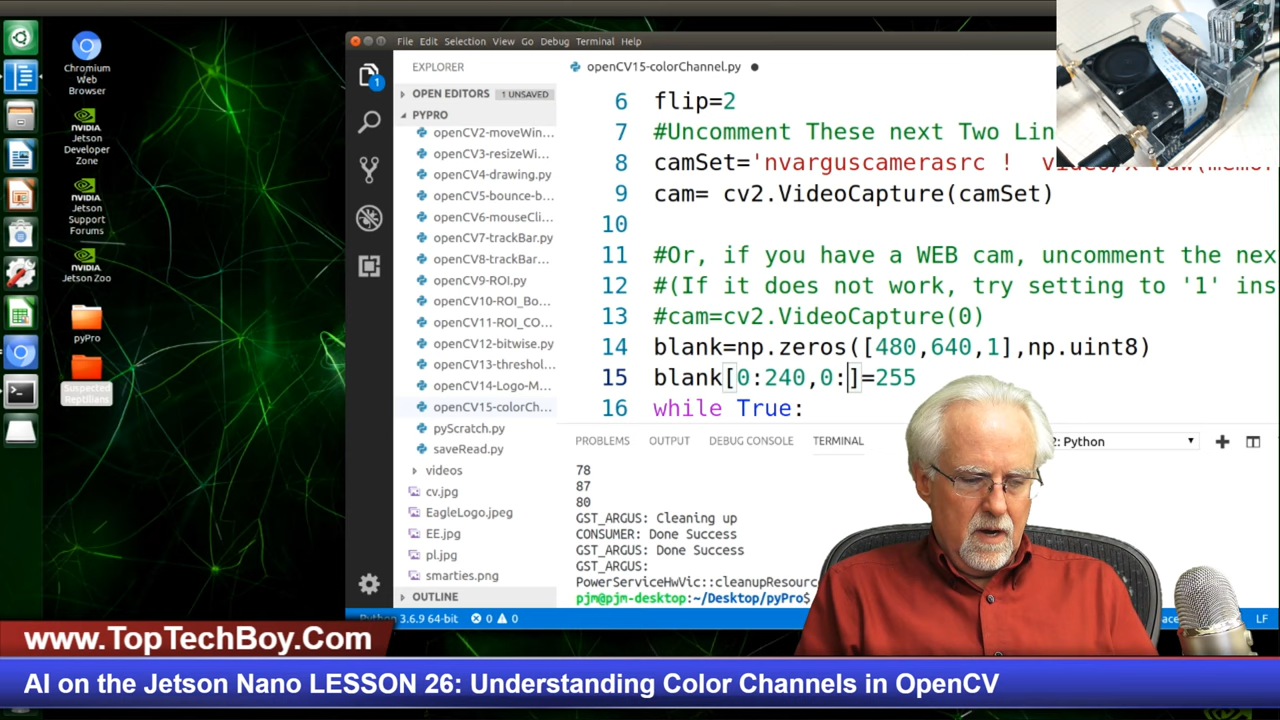 File Edit Selection View Go Debug Terminal Help
Chromium
Web
Browser
NVIDIA
Jetson
Developer
Zone
NVIDIA
Jetson
Support
Forums
NVIDIA
Jetson Zoo
pyPro
Suspected
Reptilians
EXPLORER
1
OPEN EDITORS 1 UNSAVED
PYPRO
openCV2-moveWin...
openCV3-resizeWi...
openCV4-drawing.py
openCV5-bounce-b...
openCV6-mouseCli...
openCV7-trackBar.py
openCV8-trackBar...
openCV9-ROI.py
openCV10-ROI_Bo...
openCV11-ROI_CO...
openCV12-bitwise.py
openCV13-threshol...
openCV14-Logo-M...
openCV15-colorCh...
pyScratch.py
saveRead.py
videos
cv.jpg
EagleLogo.jpeg
EE.jpg
pl.jpg
smarties.png
OUTLINE
openCV15-colorChannel.py
6 flip=2
7 #Uncomment These next Two Lin
8 camSet='nvarguscamerasrc !
9 cam= cv2.VideoCapture(camSet)
10
11 #Or, if you have a WEB cam, uncomment the nex
12 #(If it does not work, try setting to '1' ins
13 #cam=cv2.VideoCapture(0)
14 blank=np.zeros([480,640,1],np.uint8)
15 blank[0:240,0:]=255
16 while True:
PROBLEMS OUTPUT DEBUG CONSOLE TERMINAL 2: Python
78
87
80
GST_ARGUS: Cleaning up
CONSUMER: Done Success
GST_ARGUS: Done Success
GST_ARGUS:
PowerServiceHwVic::cleanupResourc
pjm@pjm-desktop:~/Desktop/pyPro$
Python 3.6.9 64-bit 0 0 LF
www.TopTechBoy.Com
AI on the Jetson Nano LESSON 26: Understanding Color Channels in OpenCV